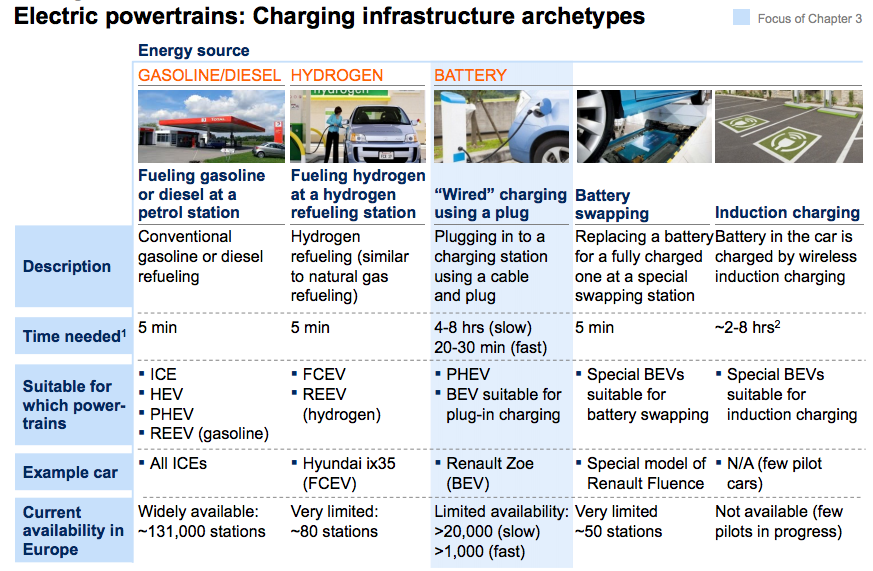 Electric powertrains: Charging infrastructure archetypes
Focus of Chapter 3
Energy source
GASOLINE/DIESEL
HYDROGEN
BATTERY
TOTAL
hydrogen
Fueling gasoline
or diesel at a
petrol station
Fueling hydrogen
at a hydrogen
refueling station
“Wired” charging
using a plug
Battery
swapping
Induction charging
Description
Conventional
gasoline or diesel
refueling
Hydrogen
refueling (similar
to natural gas
refueling)
Plugging in to a
charging station
using a cable
and plug
Replacing a battery
for a fully charged
one at a special
swapping station
Battery in the car is
charged by wireless
induction charging
Time needed¹
5 min
5 min
4-8 hrs (slow)
20-30 min (fast)
5 min
~2-8 hrs²
Suitable for
which power-
trains
▪ ICE
▪ HEV
▪ PHEV
▪ REEV (gasoline)
▪ FCEV
▪ REEV
(hydrogen)
▪ PHEV
▪ BEV suitable for
plug-in charging
▪ Special BEVs
suitable for
battery swapping
▪ Special BEVs
suitable for
induction charging
Example car
▪ All ICEs
▪ Hyundai ix35
(FCEV)
▪ Renault Zoe
(BEV)
▪ Special model of
Renault Fluence
▪ N/A (few pilot
cars)
Current
availability in
Europe
Widely available:
~131,000 stations
Very limited:
~80 stations
Limited availability:
>20,000 (slow)
>1,000 (fast)
Very limited
~50 stations
Not available (few
pilots in progress)